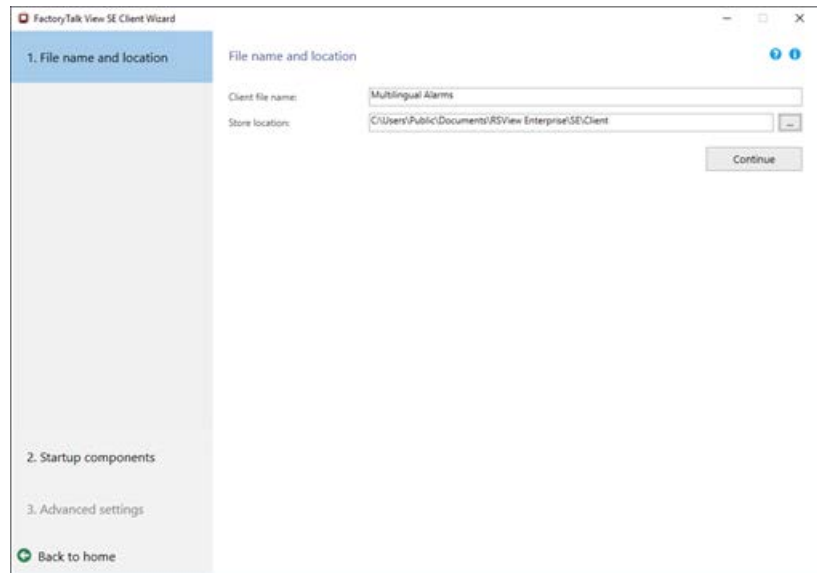 FactoryTalk View SE Client Wizard
1. File name and location
File name and location
Client file name:
Multilingual Alarms
Store location:
C:\Users\Public\Documents\RSView Enterprise\SE\Client
...
Continue
2. Startup components
3. Advanced settings
Back to home